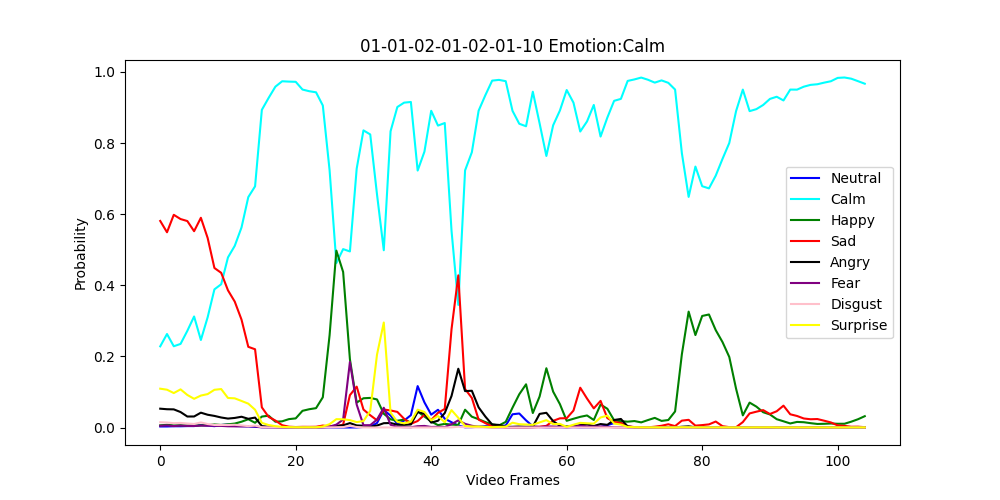 01-01-02-01-02-01-10 Emotion:Calm
1.0
0.8
0.6
0.4
0.2
0.0
Probability
Neutral
Calm
Happy
Sad
Angry
Fear
Disgust
Surprise
0 20 40 60 80 100
Video Frames